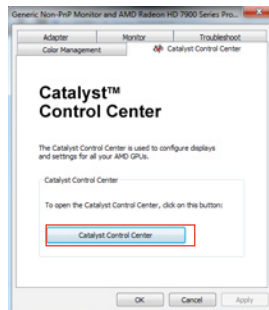 Generic Non-PnP Monitor and AMD Radeon HD 7900 Series Pro...
Adapter Monitor Troubleshoot
Color Management Catalyst Control Center
Catalyst™
Control Center
The Catalyst Control Center is used to configure displays
and settings for all your AMD GPUs.
Catalyst Control Center
To open the Catalyst Control Center, click on this button:
Catalyst Control Center
OK Cancel Apply